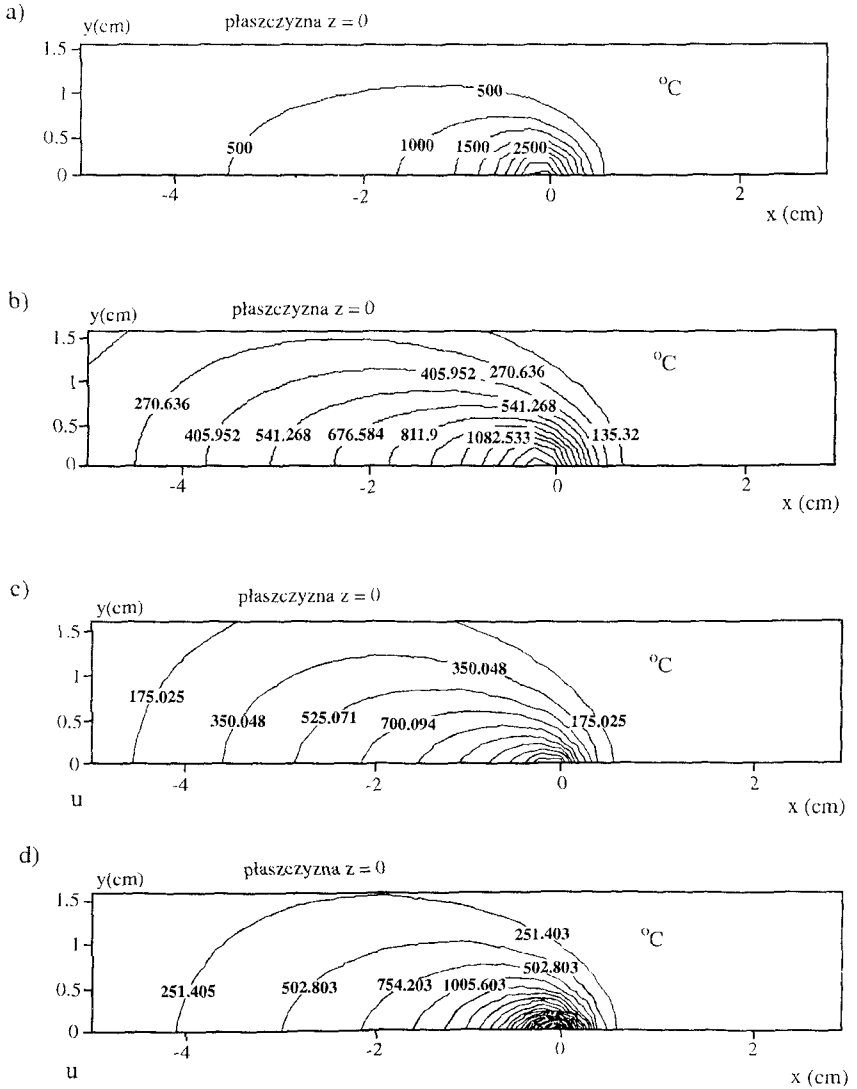 a)
y(cm)
płaszczyzna z = 0
1
0.5
0
500
500
1000
1500
2500
°C
-4
-2
0
2
x (cm)
b)
y(cm)
płaszczyzna z = 0
1.5
1
0.5
0
270.636
405.952
270.636
541.268
405.952
541.268
676.584
811.9
1082.533
135.32
°C
-4
-2
0
2
x (cm)
c)
y(cm)
płaszczyzna z = 0
1.5
1
0.5
0
175.025
350.048
350.048
525.071
700.094
175.025
°C
u
-4
-2
0
2
x (cm)
d)
y(cm)
płaszczyzna z = 0
1.5
1
0.5
0
251.403
502.803
251.405
502.803
754.203
1005.603
°C
u
-4
-2
0
2
x (cm)